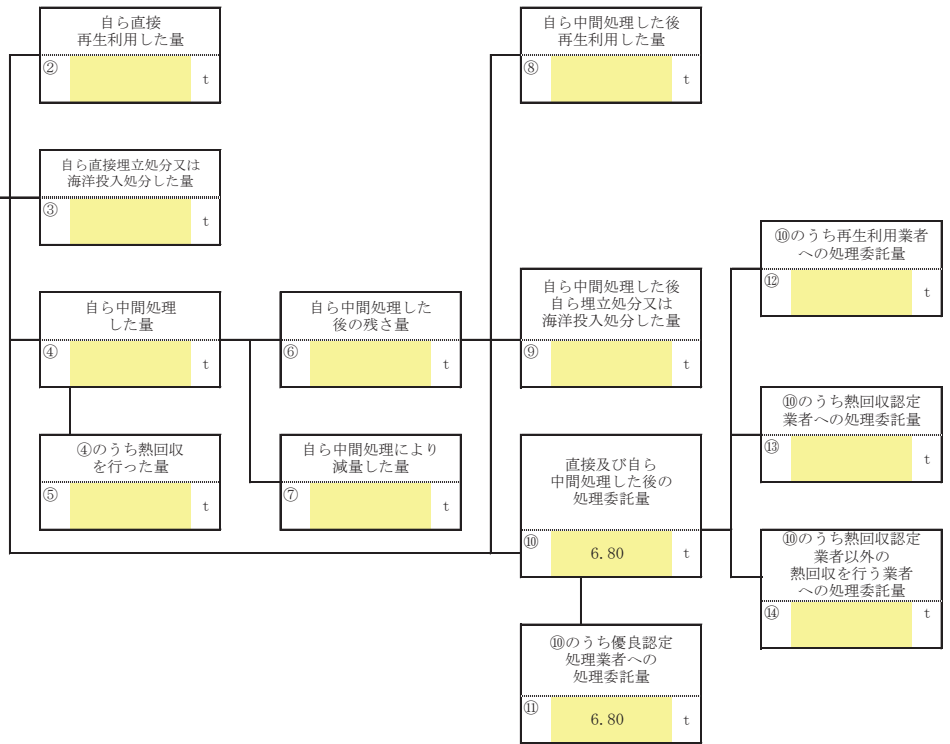 自ら直接
再生利用した量
② t
自ら直接埋立処分又は
海洋投入処分した量
③ t
自ら中間処理
した量
④ t
④のうち熱回収
を行った量
⑤ t
自ら中間処理した
後の残さ量
⑥ t
自ら中間処理により
減量した量
⑦ t
自ら中間処理した後
再生利用した量
⑧ t
自ら中間処理した後
自ら埋立処分又は
海洋投入処分した量
⑨ t
直接及び自ら
中間処理した後の
処理委託量
⑩ 6.80 t
⑩のうち優良認定
処理業者への
処理委託量
⑪ 6.80 t
⑩のうち再生利用業者
への処理委託量
⑫ t
⑩のうち熱回収認定
業者への処理委託量
⑬ t
⑩のうち熱回収認定
業者以外の
熱回収を行う業者
への処理委託量
⑭ t